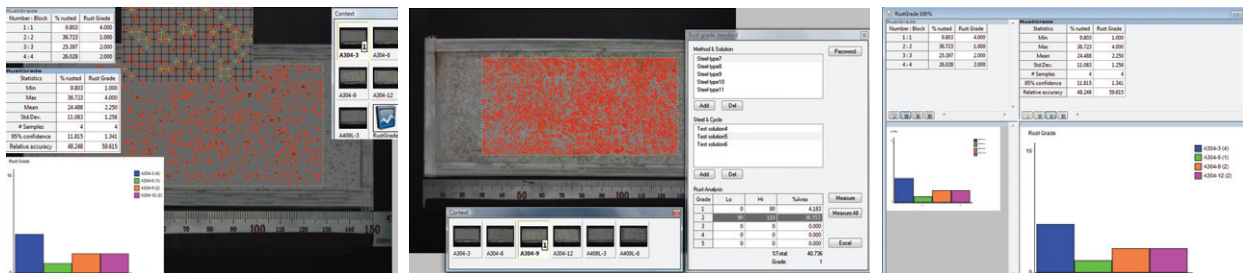 RustGrade
Number : Block % rusted Rust Grade
1 : 1 9.803 4.000
2 : 2 36.723 1.000
3 : 3 25.397 2.000
4 : 4 26.028 2.000
RustGrade
Statistics % rusted Rust Grade
Min 9.803 1.000
Max 36.723 4.000
Mean 24.488 2.250
Std.Dev. 11.083 1.258
# Samples 4 4
95% confidence 11.815 1.341
Relative accuracy 48.248 59.615
Rust Grade
10
0
A304-3 (4)
A304-6 (1)
A304-9 (2)
A304-12 (2)
Context
A304-3 A304-6
A304-9 A304-12
A409L-3 RustGrade
50 100 150
50 100 150
Context
A304-3 A304-6 A304-9 A304-12 A409L-3 A409L-6
Rust grade standard
Method & Solution
Password
Steel type7
Steel type8
Steel type9
Steel type10
Steel type11
Add Del
Steel & Cycle
Test solution4
Test solution5
Test solution6
Add Del
Rust Analysis
Grade Lo Hi %Area
1 0 90 4.183
2 90 110 36.553
3 0 0 0.000
4 0 0 0.000
5 0 0 0.000
%Total: 40.736
Grade: 1
Measure
Measure All
Excel
RustGrade 100%
RustGrade
Number : Block % rusted Rust Grade
1 : 1 9.803 4.000
2 : 2 36.723 1.000
3 : 3 25.397 2.000
4 : 4 26.028 2.000
RustGrade
Statistics % rusted Rust Grade
Min 9.803 1.000
Max 36.723 4.000
Mean 24.488 2.250
Std.Dev. 11.083 1.258
# Samples 4 4
95% confidence 11.815 1.341
Relative accuracy 48.248 59.615
Rust Grade
10
0
A304-3 (4)
A304-6 (1)
A304-9 (2)
A304-12 (2)